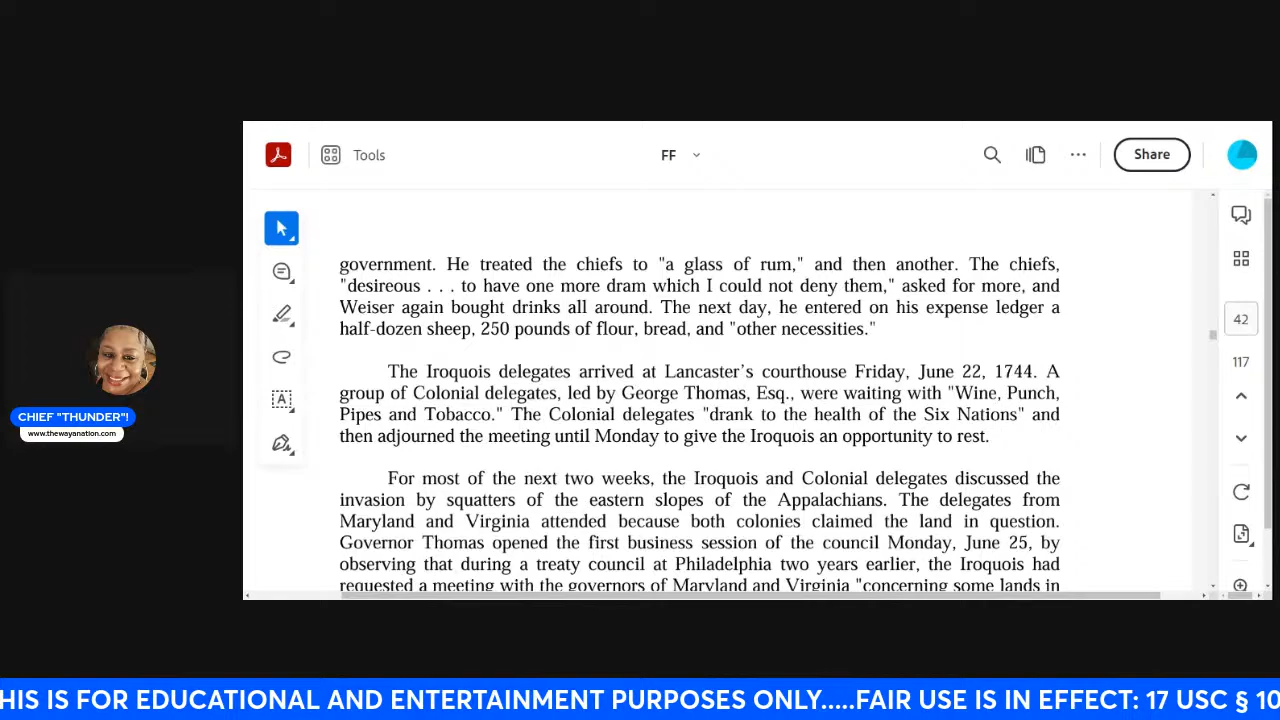 Tools
FF
Share
government. He treated the chiefs to "a glass of rum," and then another. The chiefs,
"desireous . . . to have one more dram which I could not deny them," asked for more, and
Weiser again bought drinks all around. The next day, he entered on his expense ledger a
half-dozen sheep, 250 pounds of flour, bread, and "other necessities."
The Iroquois delegates arrived at Lancaster's courthouse Friday, June 22, 1744. A
group of Colonial delegates, led by George Thomas, Esq., were waiting with "Wine, Punch,
Pipes and Tobacco." The Colonial delegates "drank to the health of the Six Nations" and
then adjourned the meeting until Monday to give the Iroquois an opportunity to rest.
For most of the next two weeks, the Iroquois and Colonial delegates discussed the
invasion by squatters of the eastern slopes of the Appalachians. The delegates from
Maryland and Virginia attended because both colonies claimed the land in question.
Governor Thomas opened the first business session of the council Monday, June 25, by
observing that during a treaty council at Philadelphia two years earlier, the Iroquois had
requested a meeting with the governors of Maryland and Virginia "concerning some lands in
42
117
CHIEF "THUNDER"!
www.thewayanation.com
HIS IS FOR EDUCATIONAL AND ENTERTAINMENT PURPOSES ONLY.....FAIR USE IS IN EFFECT: 17 USC § 10